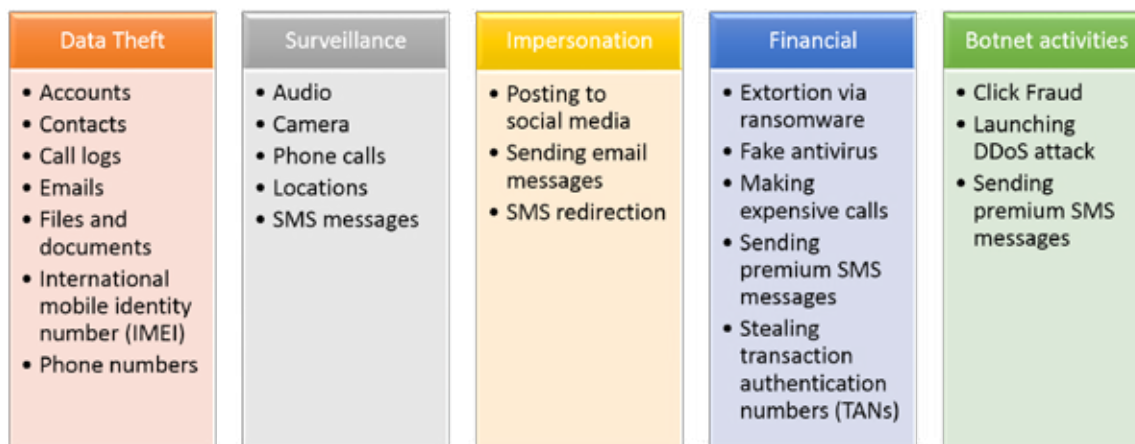 Data Theft
• Accounts
• Contacts
• Call logs
• Emails
• Files and
documents
• International
mobile identity
number (IMEI)
• Phone numbers
Surveillance
• Audio
• Camera
• Phone calls
• Locations
• SMS messages
Impersonation
• Posting to
social media
• Sending email
messages
• SMS redirection
Financial
• Extortion via
ransomware
• Fake antivirus
• Making
expensive calls
• Sending
premium SMS
messages
• Stealing
transaction
authentication
numbers (TANs)
Botnet activities
• Click Fraud
• Launching
DDoS attack
• Sending
premium SMS
messages